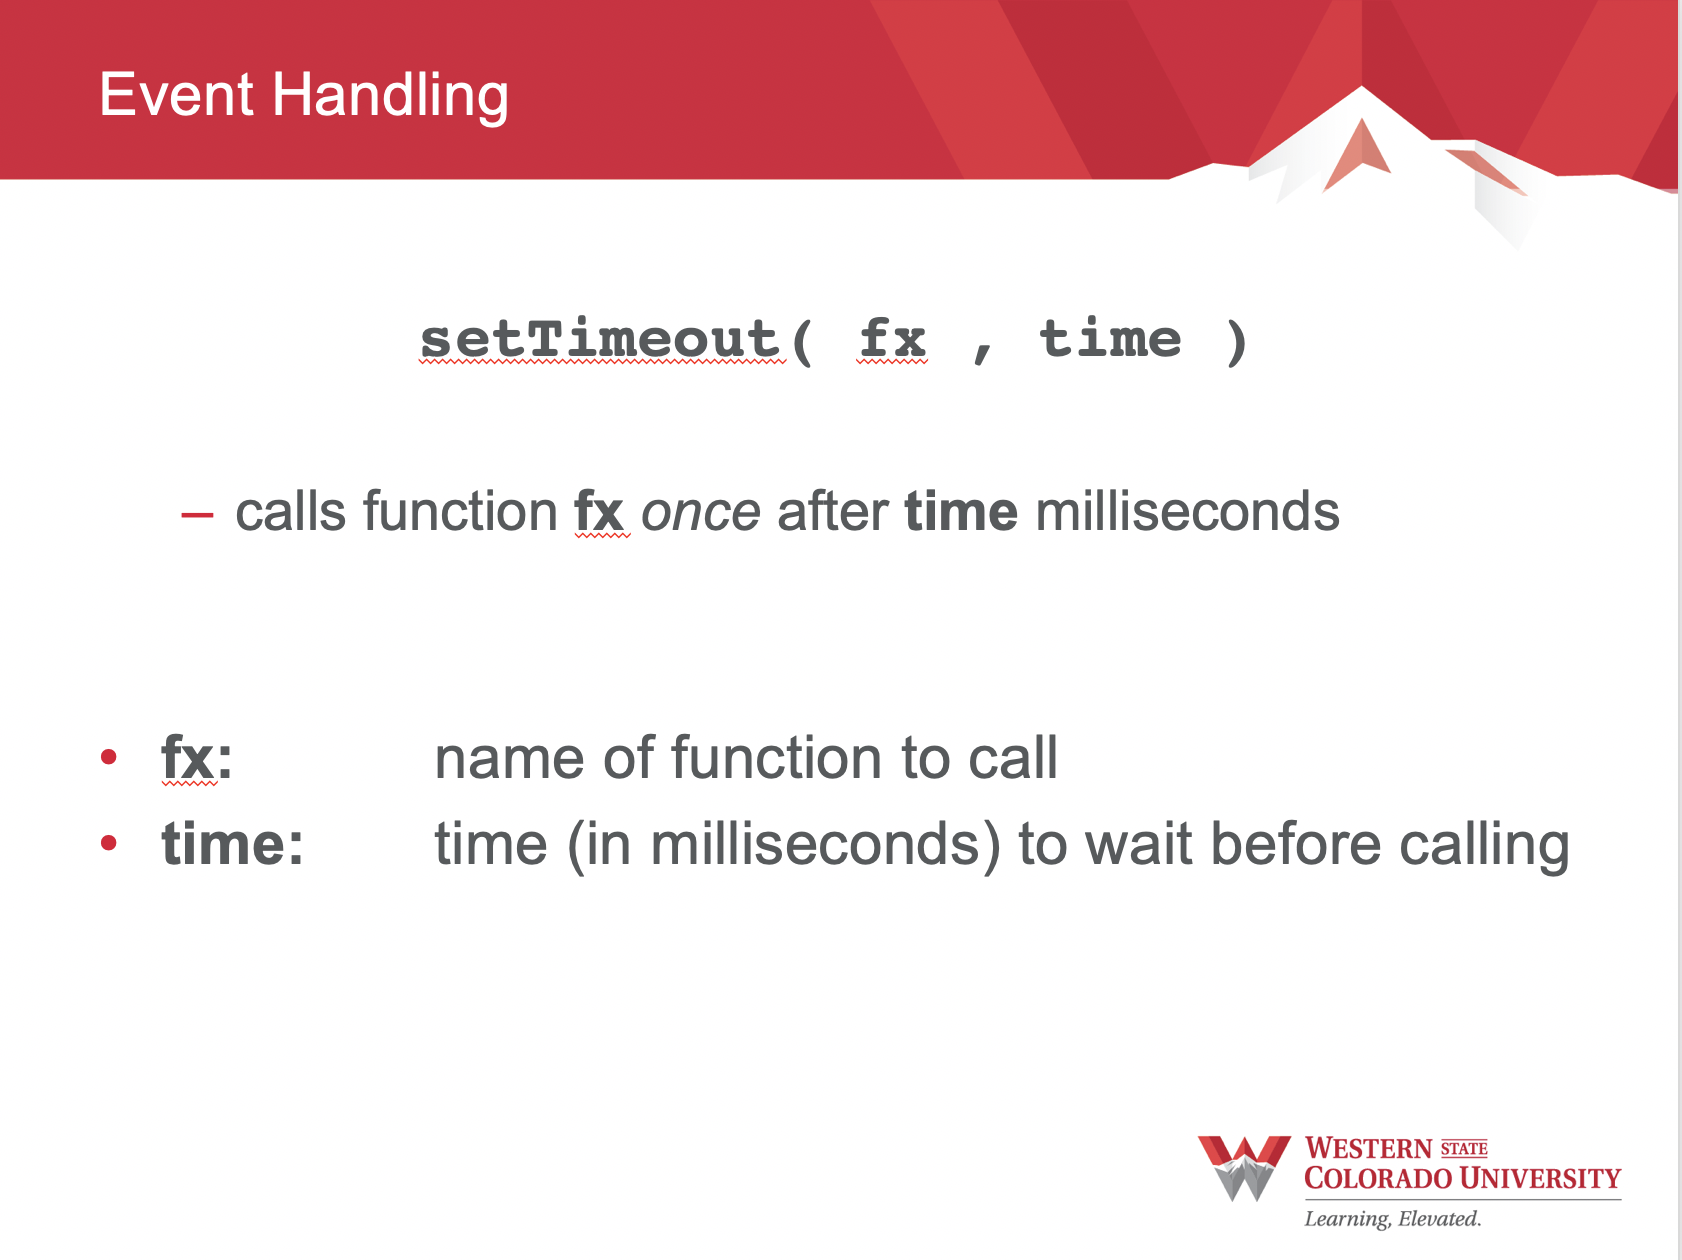 Event Handling
setTimeout( fx , time )
– calls function fx once after time milliseconds
• fx: name of function to call
• time: time (in milliseconds) to wait before calling
WESTERN STATE
COLORADO UNIVERSITY
Learning, Elevated.